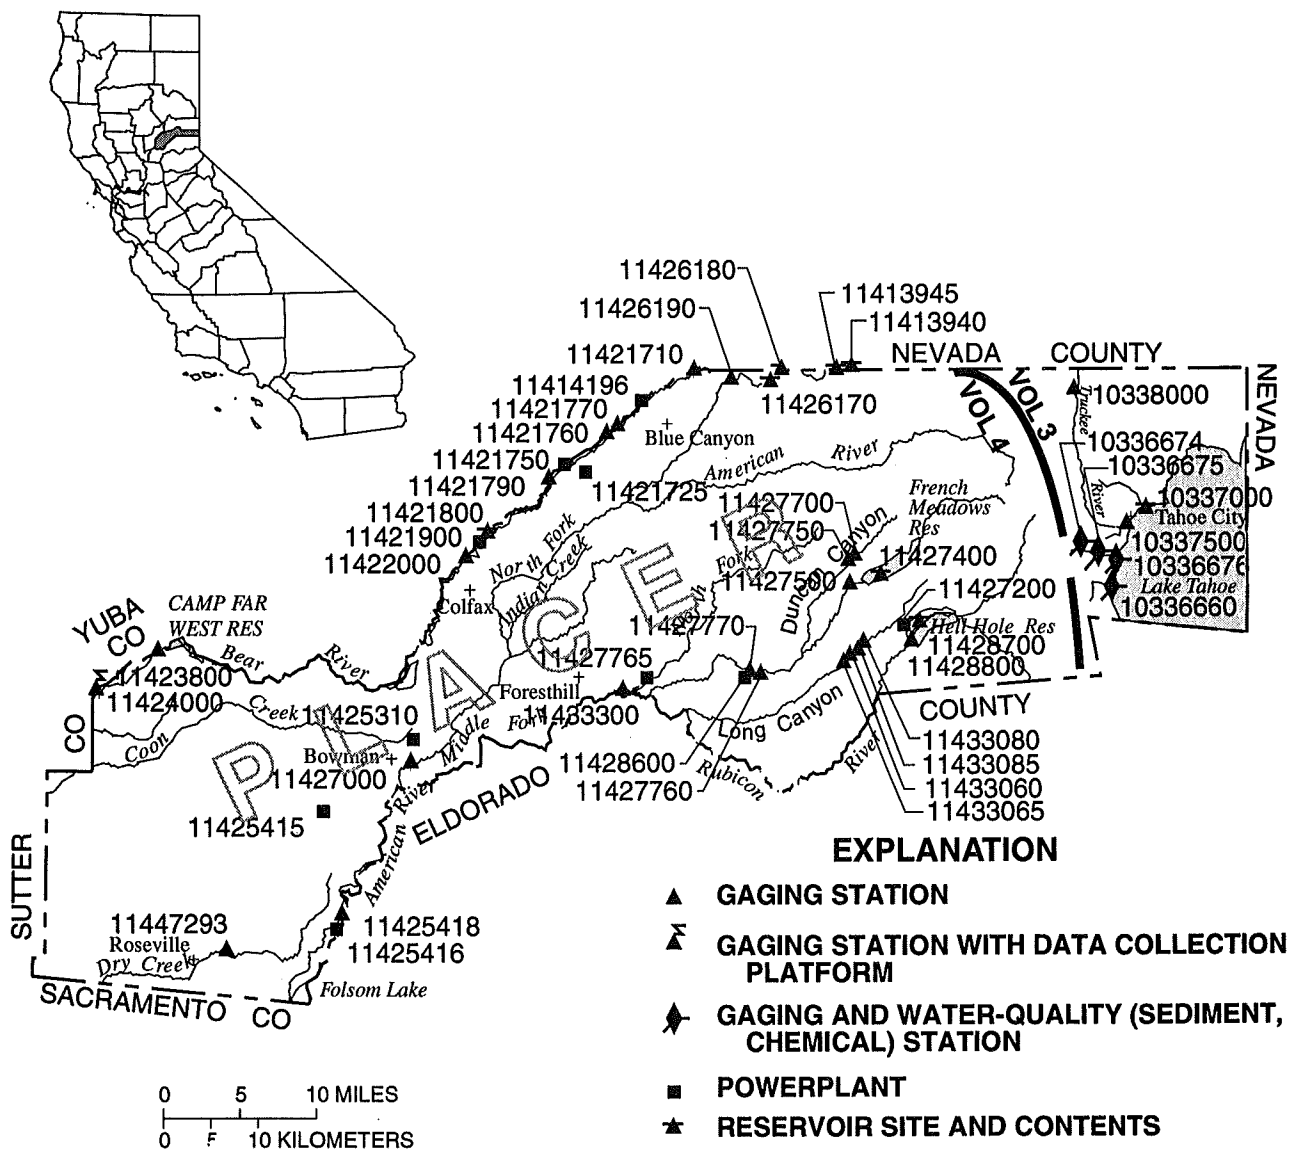 11426180
11413945
11426190
11413940
11421710
NEVADA COUNTY
11414196
11426170
VOL 3
VOL 4
NEVADA
Truckee
River
10338000
11421770
11421760
Blue Canyon
11421750
American River
10336674
10336675
11421790
11421725
11427700
French
Meadows
Res
10337000
Tahoe City
11421800
11427750
11421900
11422000
North Fork
Indian Creek
Fork
Duncan Canyon
11427400
10337500
10336676
11427500
11427200
Lake Tahoe
10336660
Colfax
YUBA
CO
CAMP FAR
WEST RES
Bear River
11427770
Hell Hole Res
11428700
11428800
PLACER
11427765
11423800
11424000
Foresthill
11433300
COUNTY
CO
Coon Creek
11425310
Middle Fork
Long Canyon
Rubicon River
11433080
Bowman
11427000
11428600
11433085
11427760
11433060
11433065
American River
ELDORADO
11425415
SUTTER
EXPLANATION
GAGING STATION
11447293
Roseville
Dry Creek
11425418
11425416
GAGING STATION WITH DATA COLLECTION
PLATFORM
Folsom Lake
SACRAMENTO CO
GAGING AND WATER-QUALITY (SEDIMENT,
CHEMICAL) STATION
POWERPLANT
RESERVOIR SITE AND CONTENTS
0 5 10 MILES
0 5 10 KILOMETERS